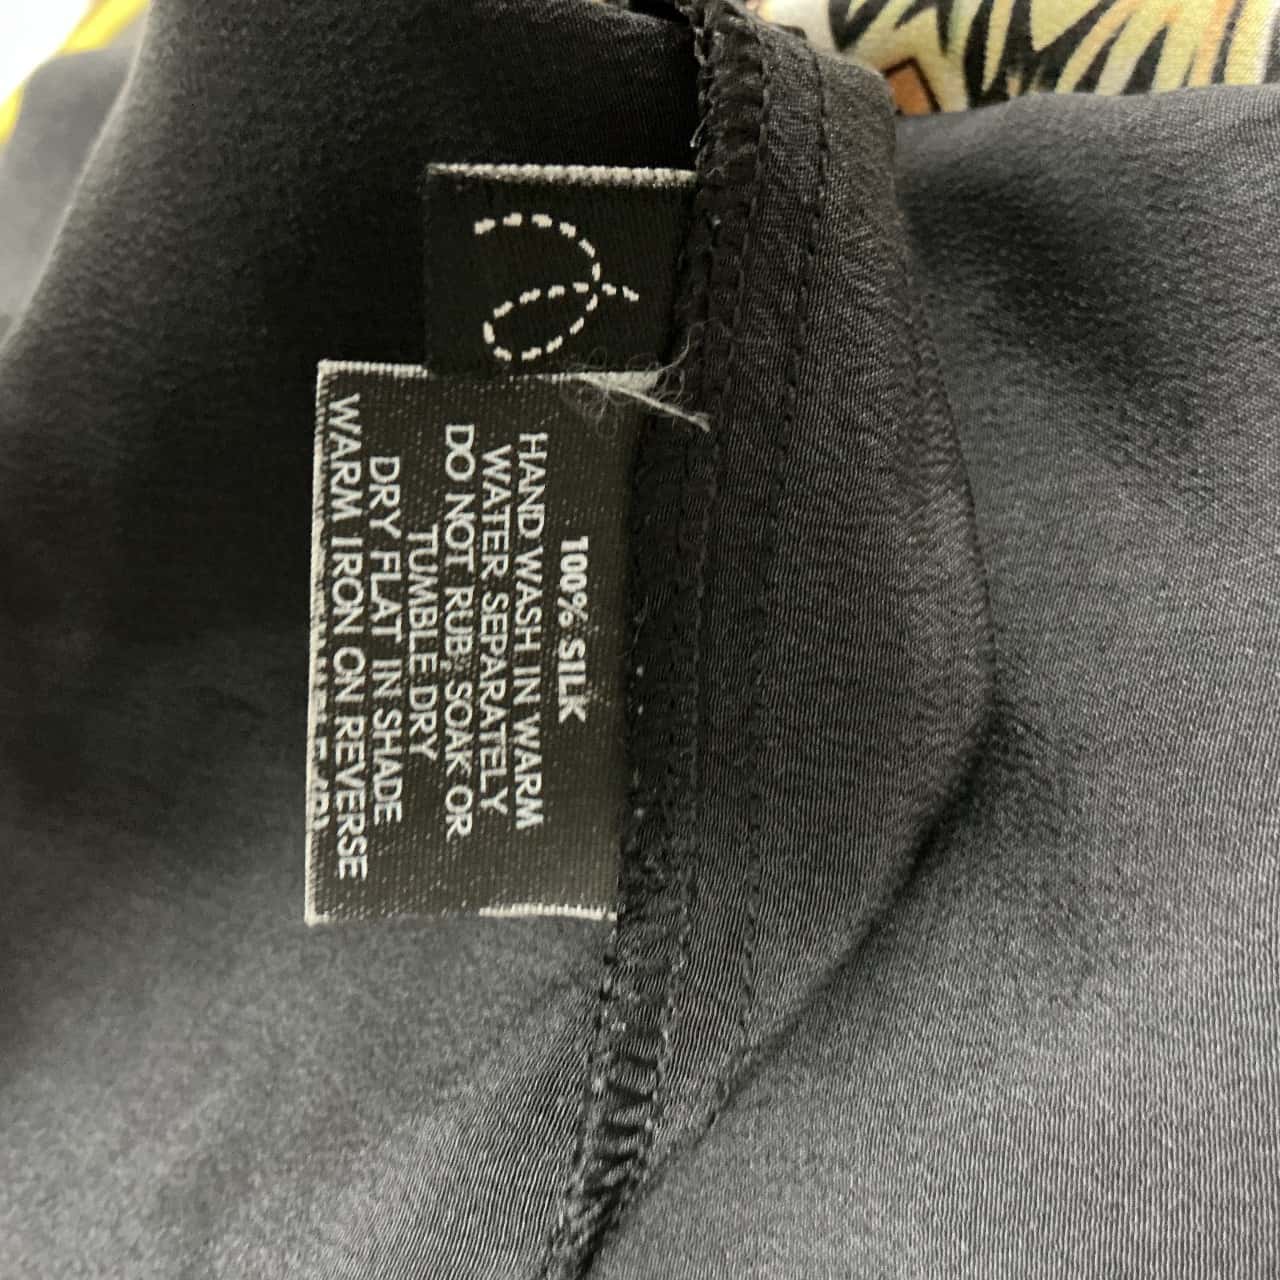 100% SILK
HAND WASH IN WARM
WATER SEPARATELY
DO NOT RUB, SOAK OR
TUMBLE DRY
DRY FLAT IN SHADE
WARM IRON ON REVERSE